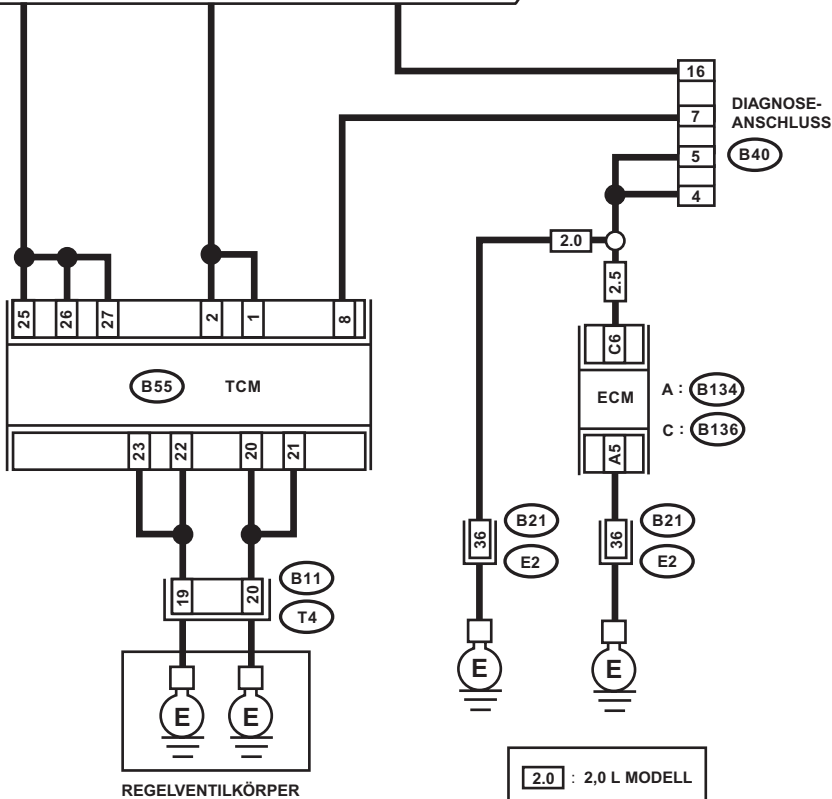 16
7
5
4
DIAGNOSE-
ANSCHLUSS
B40
2.0
2.5
25
26
27
2
1
8
C6
B55
TCM
ECM
A : B134
C : B136
A5
23
22
20
21
36
B21
E2
36
B21
E2
19
20
B11
T4
E
E
E
E
REGELVENTILKÖRPER
2.0 : 2,0 L MODELL